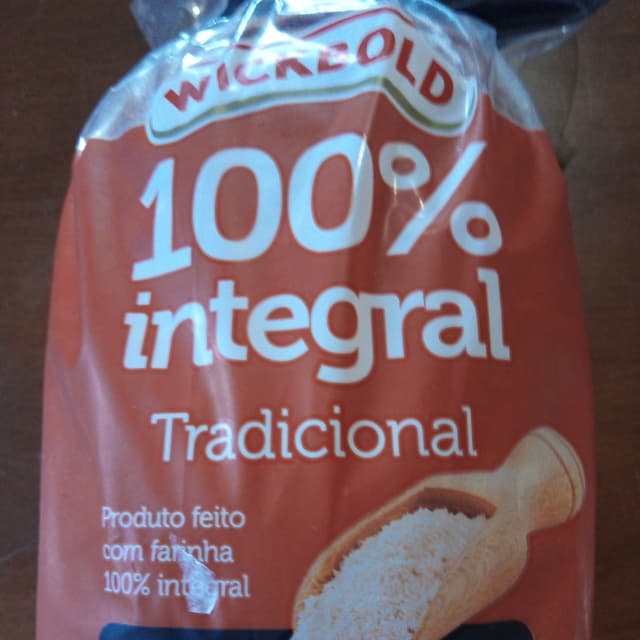 WICKBOLD
100%
integral
Tradicional
Produto feito
com farinha
100% integral